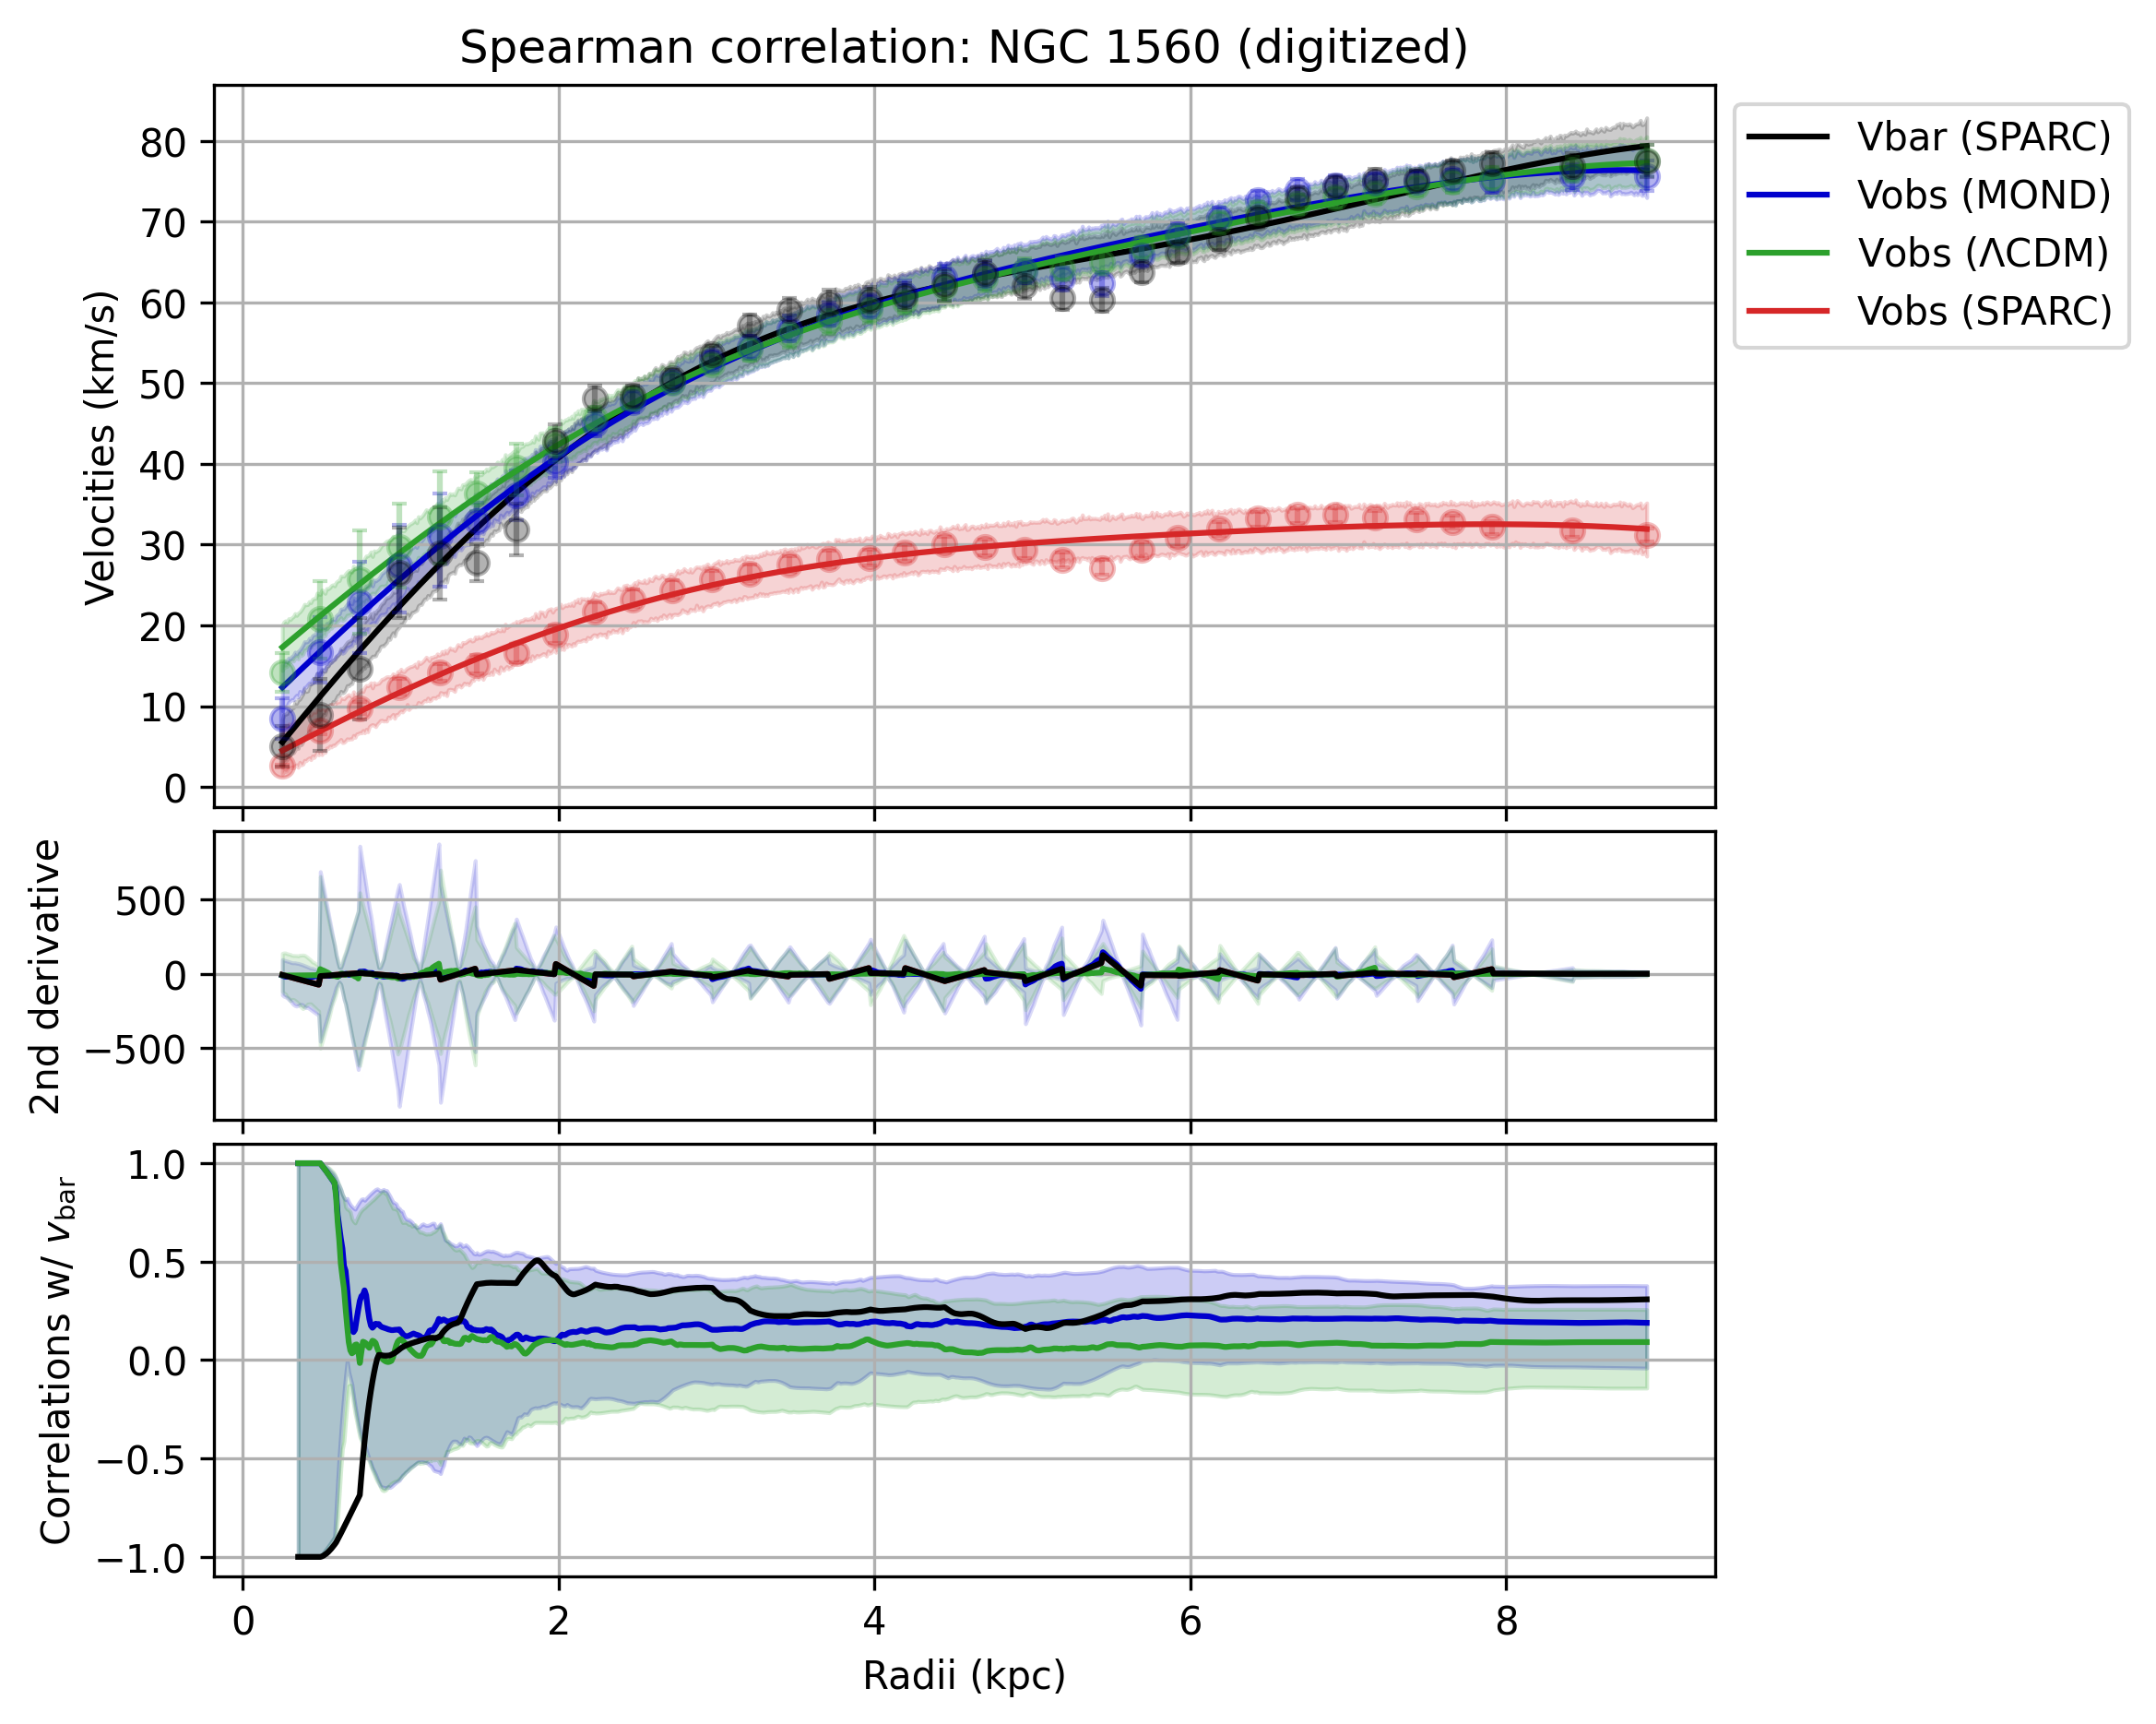 Spearman correlation: NGC 1560 (digitized)
Velocities (km/s)
80
70
60
50
40
30
20
10
0
Vbar (SPARC)
Vobs (MOND)
Vobs (ΛCDM)
Vobs (SPARC)
2nd derivative
500
0
−500
Correlations w/ vbar
1.0
0.5
0.0
−0.5
−1.0
0 2 4 6 8
Radii (kpc)